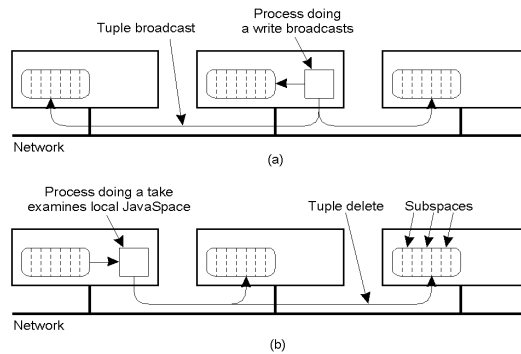 Process doing
a write broadcasts
Tuple broadcast
Network
(a)
Process doing a take
examines local JavaSpace
Tuple delete
Subspaces
Network
(b)